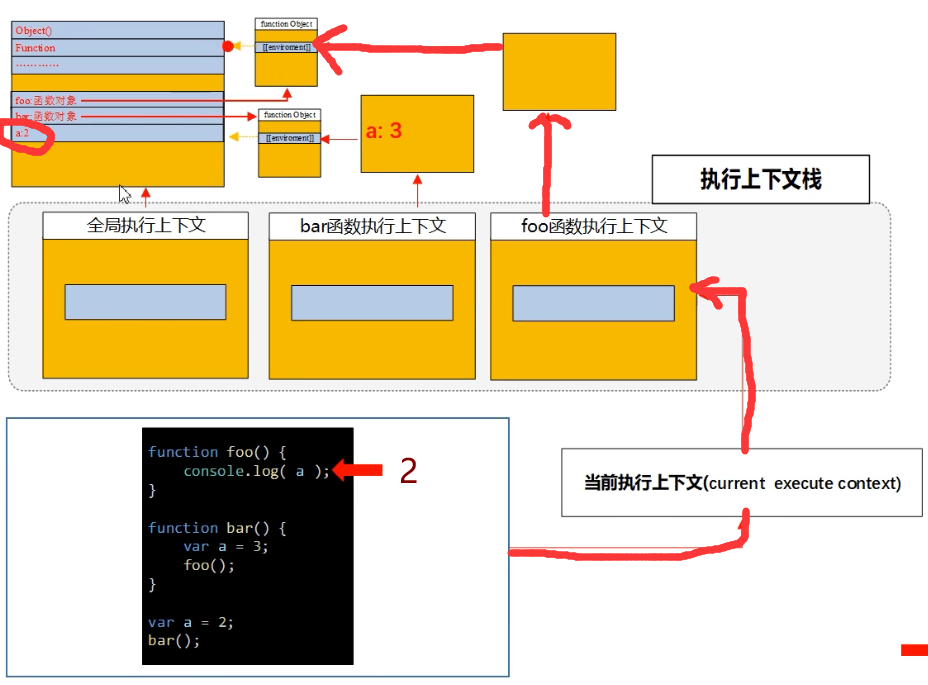 Object()
Function
…………
foo:函数对象
bar:函数对象
a:2
function Object
[[enviroment]]
function Object
[[enviroment]]
a: 3
执行上下文栈
全局执行上下文
bar函数执行上下文
foo函数执行上下文
function foo() {
console.log( a );
}
2
function bar() {
var a = 3;
foo();
}
var a = 2;
bar();
当前执行上下文(current execute context)